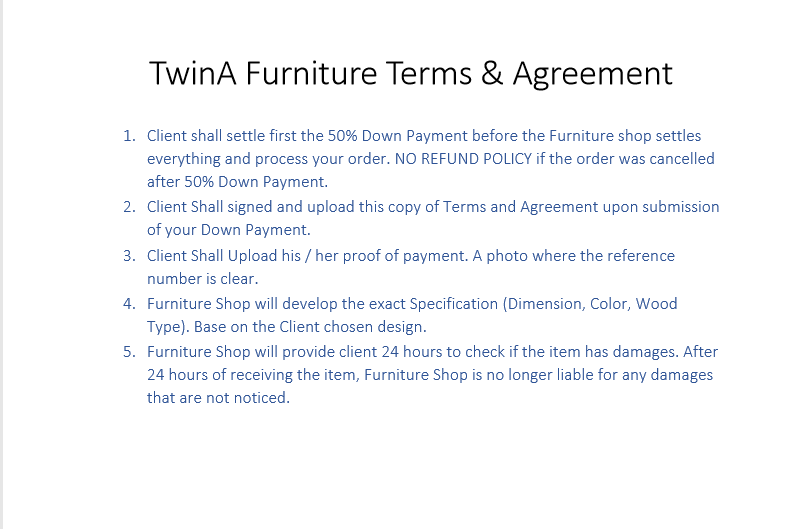 TwinA Furniture Terms & Agreement
1. Client shall settle first the 50% Down Payment before the Furniture shop settles
everything and process your order. NO REFUND POLICY if the order was cancelled
after 50% Down Payment.
2. Client Shall signed and upload this copy of Terms and Agreement upon submission
of your Down Payment.
3. Client Shall Upload his / her proof of payment. A photo where the reference
number is clear.
4. Furniture Shop will develop the exact Specification (Dimension, Color, Wood
Type). Base on the Client chosen design.
5. Furniture Shop will provide client 24 hours to check if the item has damages. After
24 hours of receiving the item, Furniture Shop is no longer liable for any damages
that are not noticed.